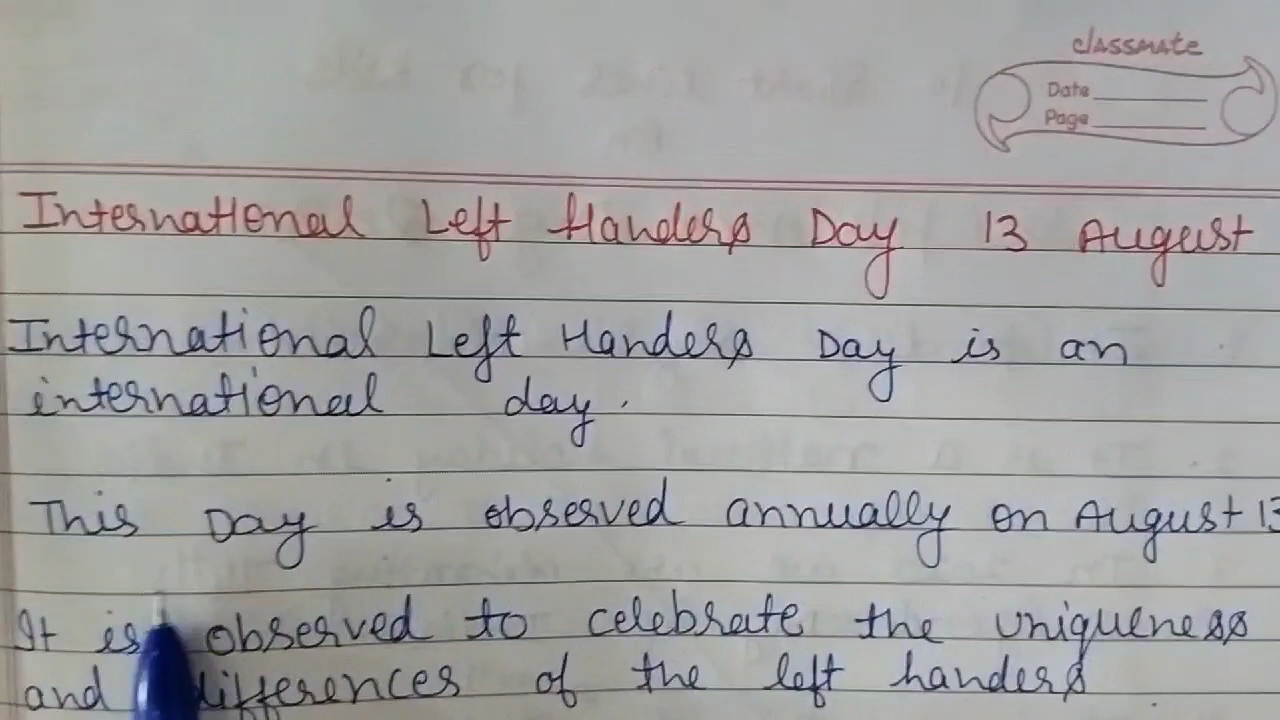 classmate
Date
Page
International Left Handers Day 13 August
International Left Handers Day is an
international day.
This Day is observed annually on August 13
It is observed to celebrate the uniqueness
and differences of the left handers